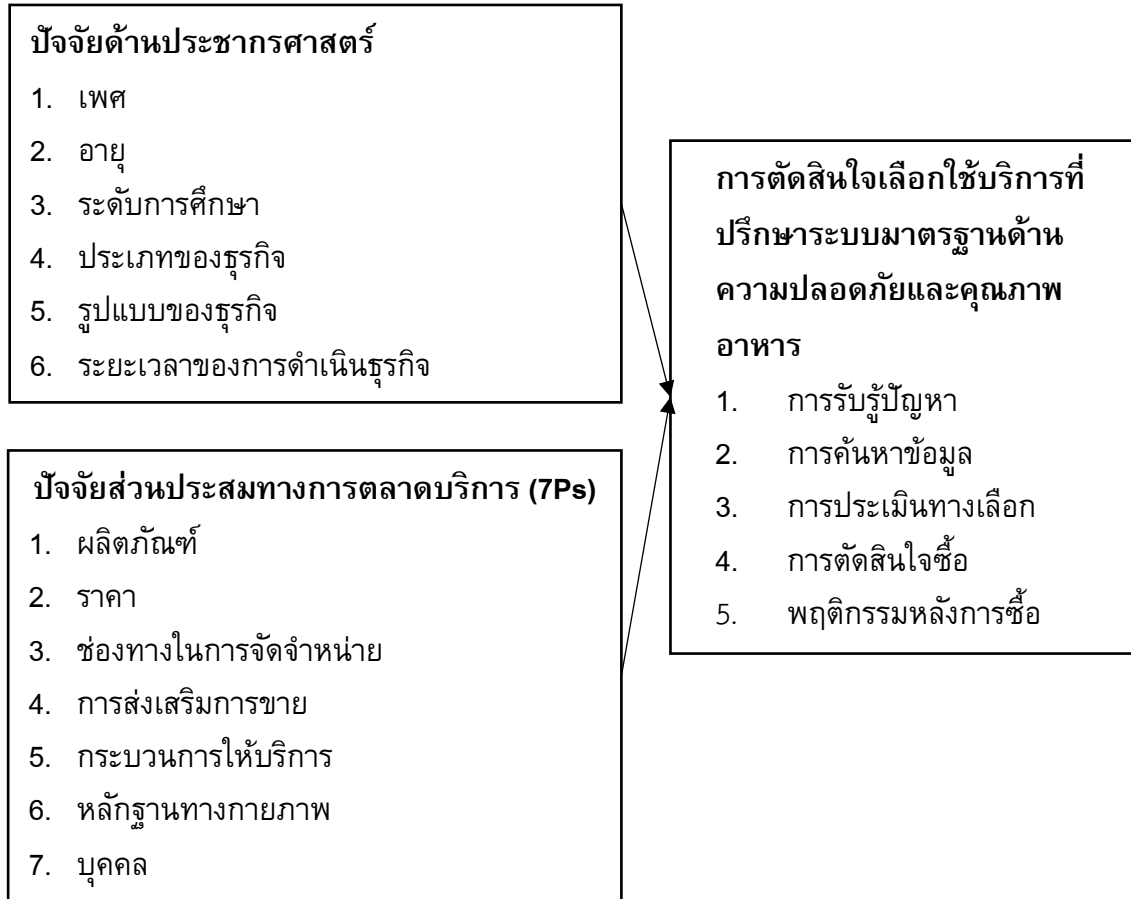 ปัจจัยด้านประชากรศาสตร์
1. เพศ
2. อายุ
3. ระดับการศึกษา
4. ประเภทของธุรกิจ
5. รูปแบบของธุรกิจ
6. ระยะเวลาของการดำเนินธุรกิจ
ปัจจัยส่วนประสมทางการตลาดบริการ (7Ps)
1. ผลิตภัณฑ์
2. ราคา
3. ช่องทางในการจัดจำหน่าย
4. การส่งเสริมการขาย
5. กระบวนการให้บริการ
6. หลักฐานทางกายภาพ
7. บุคคล
การตัดสินใจเลือกใช้บริการที่
ปรึกษาระบบมาตรฐานด้าน
ความปลอดภัยและคุณภาพ
อาหาร
1. การรับรู้ปัญหา
2. การค้นหาข้อมูล
3. การประเมินทางเลือก
4. การตัดสินใจซื้อ
5. พฤติกรรมหลังการซื้อ